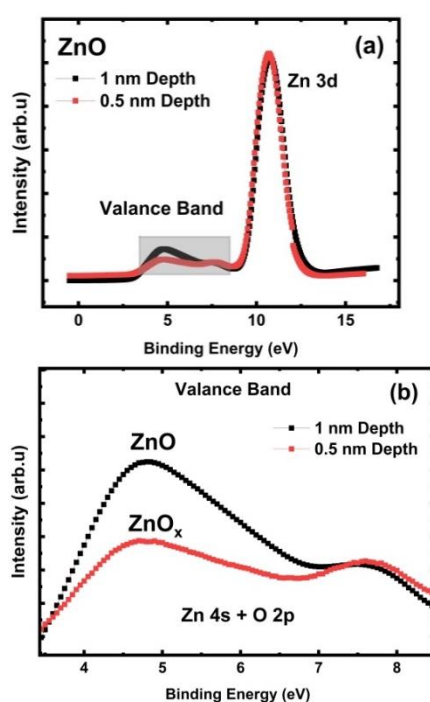 ZnO
(a)
1 nm Depth
0.5 nm Depth
Zn 3d
Valance Band
Intensity (arb.u)
0 5 10 15
Binding Energy (eV)
Valance Band
(b)
1 nm Depth
0.5 nm Depth
ZnO
ZnOₓ
Zn 4s + O 2p
Intensity (arb.u)
4 5 6 7 8
Binding Energy (eV)